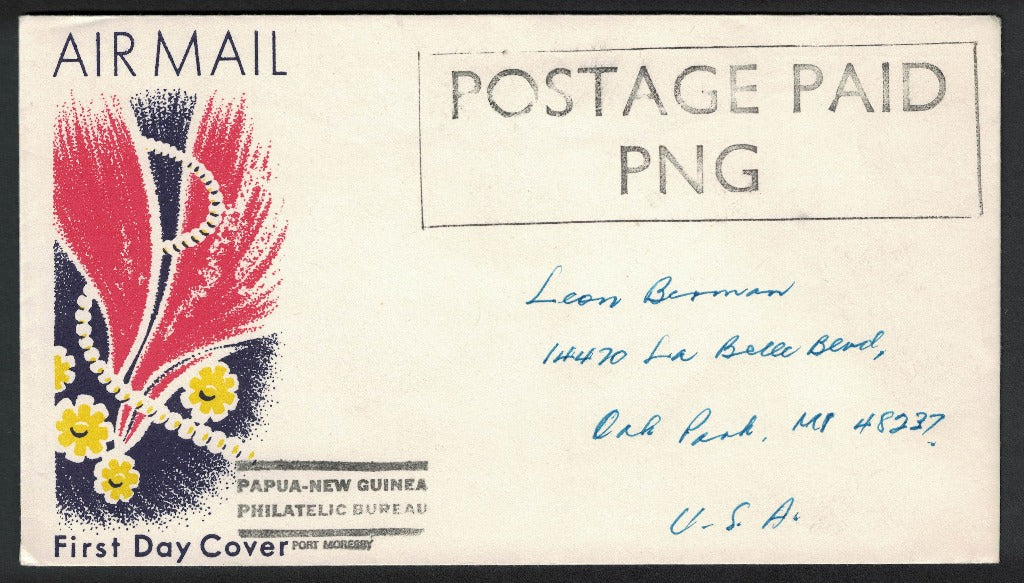 AIR MAIL
POSTAGE PAID
PNG
Leon Berman
14470 La Belle Blvd,
Oak Park, MI 48237
U.S.A.
PAPUA-NEW GUINEA
PHILATELIC BUREAU
PORT MORESBY
First Day Cover